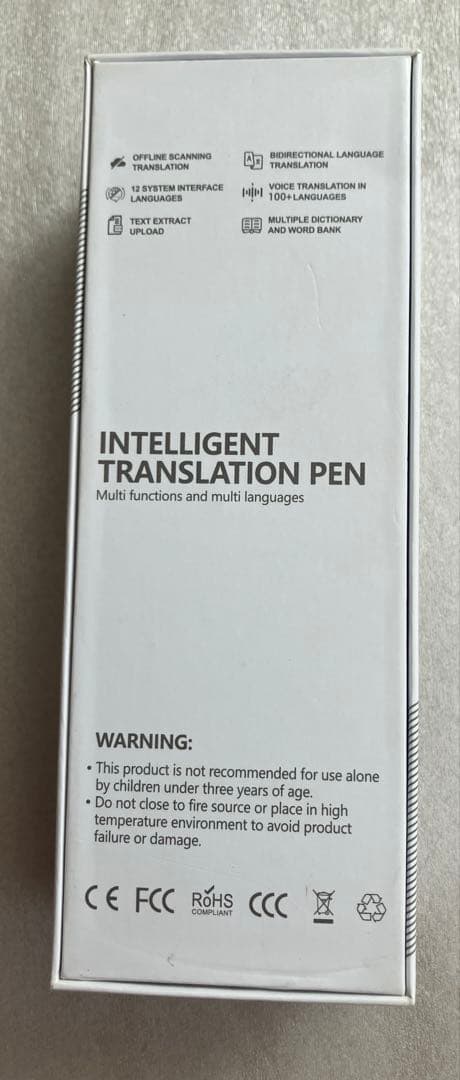 OFFLINE SCANNING
TRANSLATION
BIDIRECTIONAL LANGUAGE
TRANSLATION
12 SYSTEM INTERFACE
LANGUAGES
VOICE TRANSLATION IN
100+LANGUAGES
TEXT EXTRACT
UPLOAD
MULTIPLE DICTIONARY
AND WORD BANK
INTELLIGENT
TRANSLATION PEN
Multi functions and multi languages
WARNING:
• This product is not recommended for use alone
by children under three years of age.
• Do not close to fire source or place in high
temperature environment to avoid product
failure or damage.
CE FCC RoHS CCC
COMPLIANT